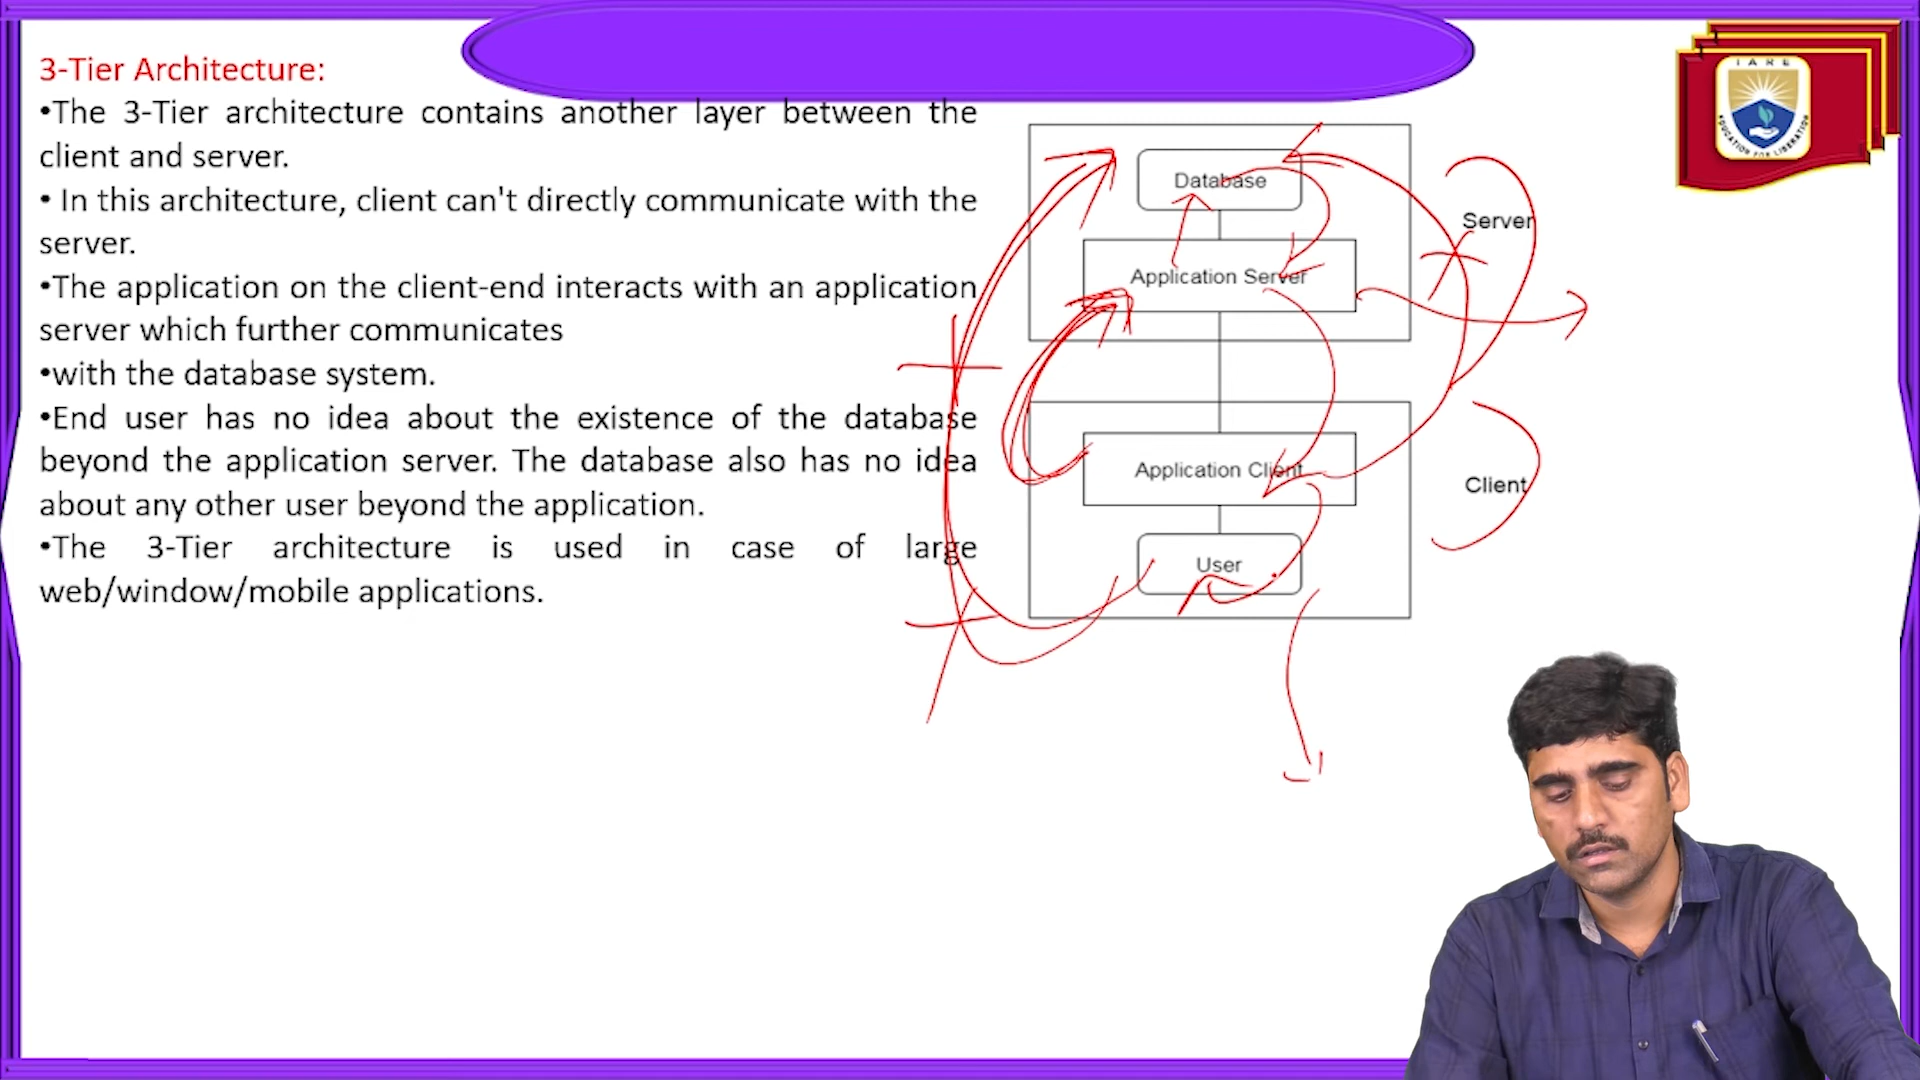 3-Tier Architecture:
•The 3-Tier architecture contains another layer between the
client and server.
• In this architecture, client can't directly communicate with the
server.
•The application on the client-end interacts with an application
server which further communicates
•with the database system.
•End user has no idea about the existence of the database
beyond the application server. The database also has no idea
about any other user beyond the application.
•The 3-Tier architecture is used in case of large
web/window/mobile applications.
Database
Application Server
Server
Application Client
Client
User
IARE
EDUCATION FOR LIBERATION